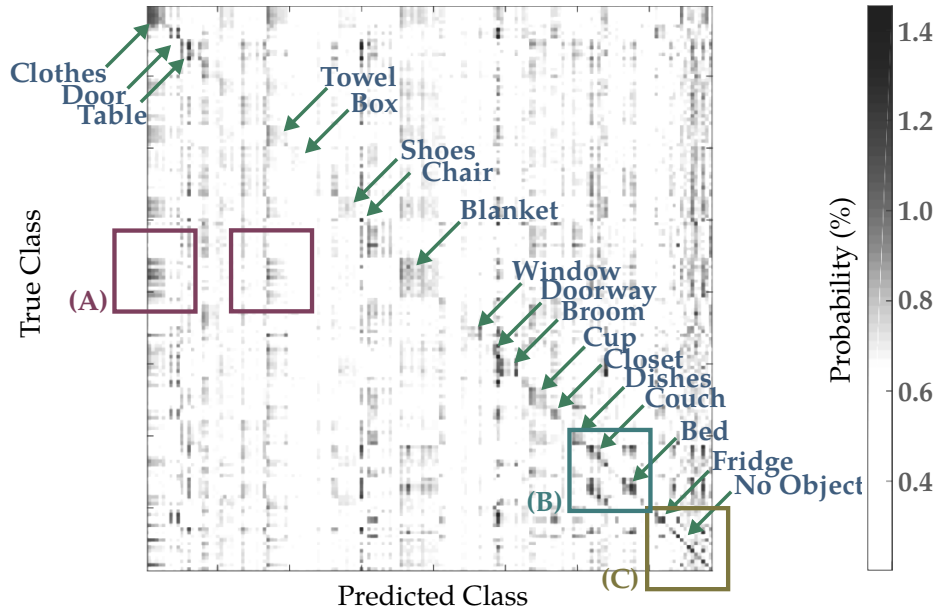 Clothes
Door
Table
Towel
Box
Shoes
Chair
Blanket
Window
Doorway
Broom
Cup
Closet
Dishes
Couch
Bed
Fridge
No Object
(A)
(B)
(C)
True Class
Predicted Class
1.4
1.2
1.0
0.8
0.6
0.4
Probability (%)